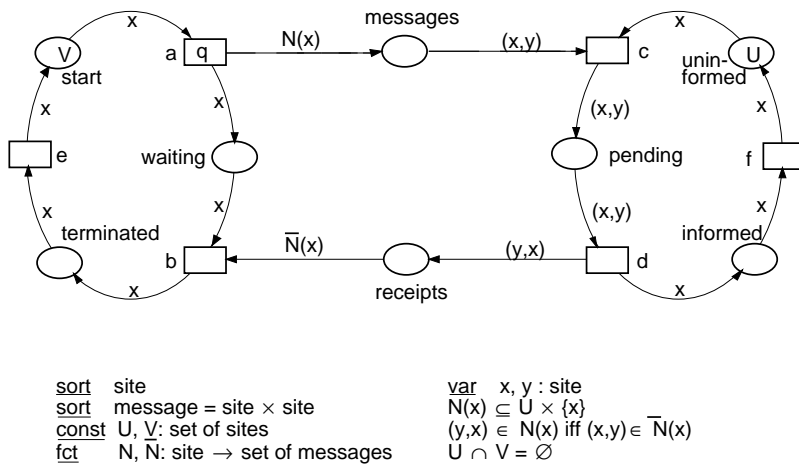 messages
x
x
N(x)
(x,y)
a
q
c
V
start
unin-
formed
U
x
x
(x,y)
x
e
waiting
pending
f
x
x
(x,y)
x
terminated
informed
b
N̅(x)
(y,x)
d
x
receipts
x
sort site
sort message = site × site
const U, V: set of sites
fct N, N̅: site → set of messages
var x, y : site
N(x) ⊆ U × {x}
(y,x) ∈ N(x) iff (x,y) ∈ N̅(x)
U ∩ V = ∅